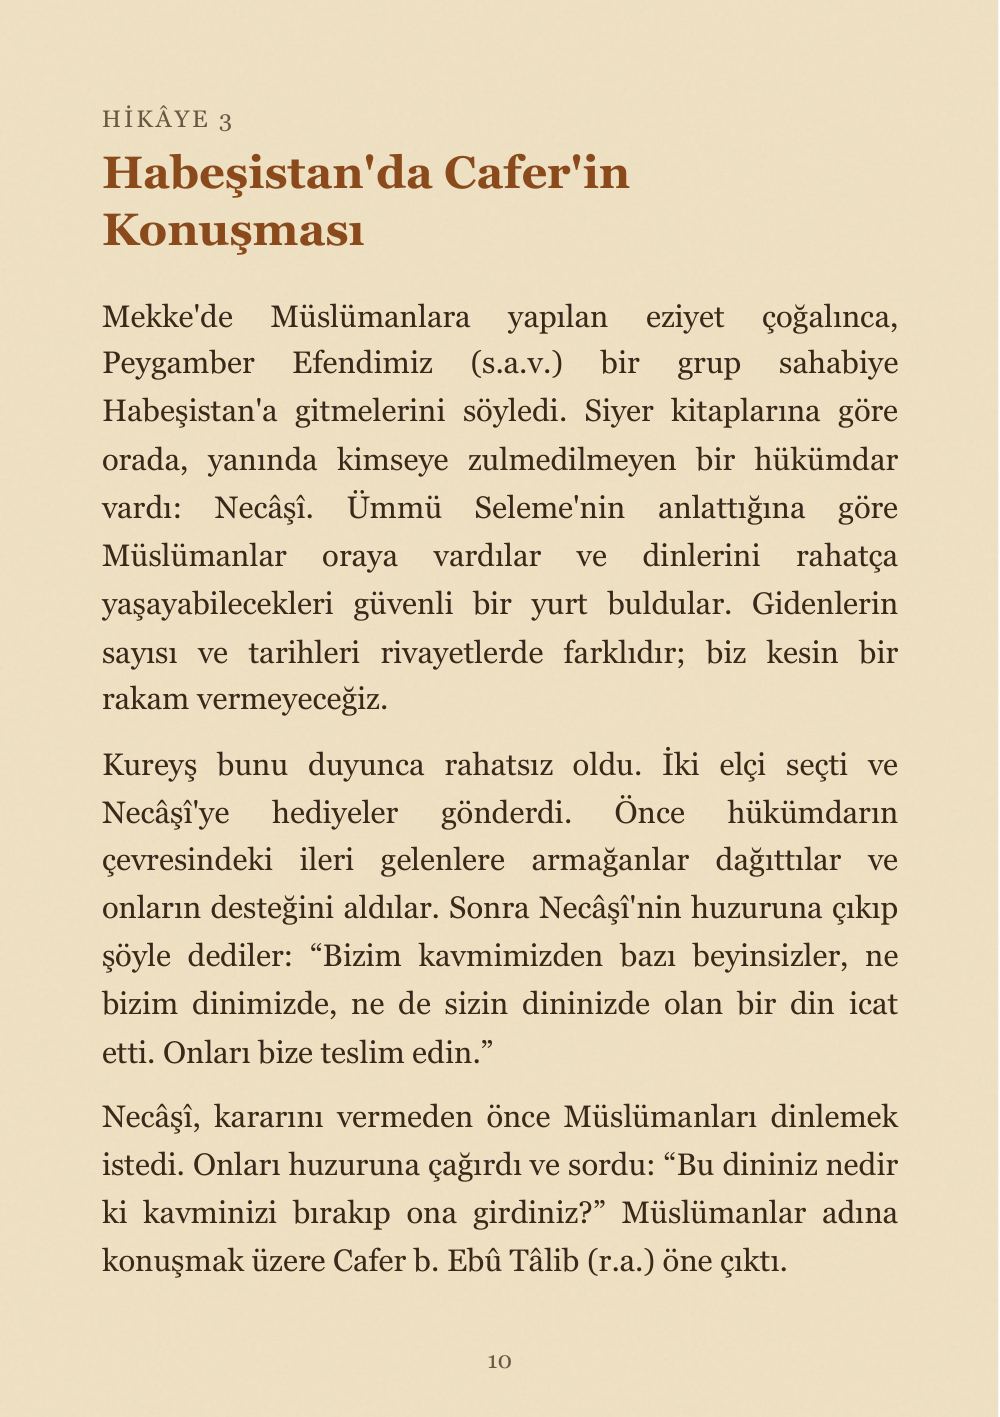 HİKÂYE 3
Habeşistan'da Cafer'in
Konuşması
Mekke'de Müslümanlara yapılan eziyet çoğalınca,
Peygamber Efendimiz (s.a.v.) bir grup sahabiye
Habeşistan'a gitmelerini söyledi. Siyer kitaplarına göre
orada, yanında kimseye zulmedilmeyen bir hükümdar
vardı: Necâşî. Ümmü Seleme'nin anlattığına göre
Müslümanlar oraya vardılar ve dinlerini rahatça
yaşayabilecekleri güvenli bir yurt buldular. Gidenlerin
sayısı ve tarihleri rivayetlerde farklıdır; biz kesin bir
rakam vermeyeceğiz.
Kureyş bunu duyunca rahatsız oldu. İki elçi seçti ve
Necâşî'ye hediyeler gönderdi. Önce hükümdarın
çevresindeki ileri gelenlere armağanlar dağıttılar ve
onların desteğini aldılar. Sonra Necâşî'nin huzuruna çıkıp
şöyle dediler: “Bizim kavmimizden bazı beyinsizler, ne
bizim dinimizde, ne de sizin dininizde olan bir din icat
etti. Onları bize teslim edin.”
Necâşî, kararını vermeden önce Müslümanları dinlemek
istedi. Onları huzuruna çağırdı ve sordu: “Bu dininiz nedir
ki kavminizi bırakıp ona girdiniz?” Müslümanlar adına
konuşmak üzere Cafer b. Ebû Tâlib (r.a.) öne çıktı.
10